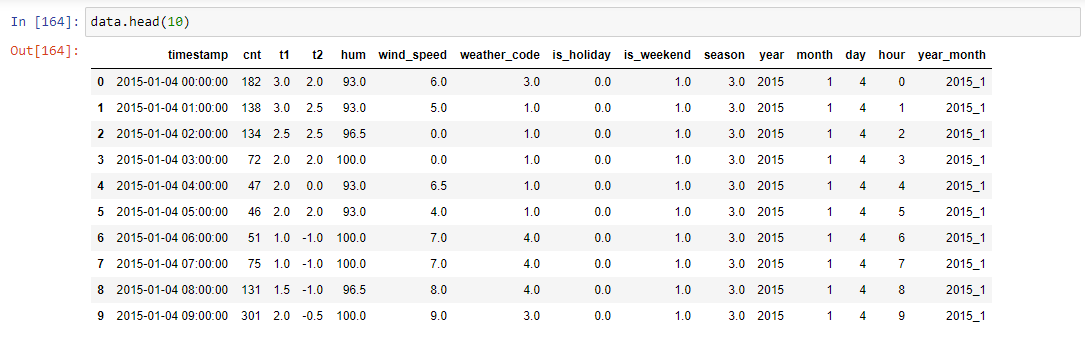 In [164]: data.head(10)
Out[164]:
timestamp cnt t1 t2 hum wind_speed weather_code is_holiday is_weekend season year month day hour year_month
0 2015-01-04 00:00:00 182 3.0 2.0 93.0 6.0 3.0 0.0 1.0 3.0 2015 1 4 0 2015_1
1 2015-01-04 01:00:00 138 3.0 2.5 93.0 5.0 1.0 0.0 1.0 3.0 2015 1 4 1 2015_1
2 2015-01-04 02:00:00 134 2.5 2.5 96.5 0.0 1.0 0.0 1.0 3.0 2015 1 4 2 2015_1
3 2015-01-04 03:00:00 72 2.0 2.0 100.0 0.0 1.0 0.0 1.0 3.0 2015 1 4 3 2015_1
4 2015-01-04 04:00:00 47 2.0 0.0 93.0 6.5 1.0 0.0 1.0 3.0 2015 1 4 4 2015_1
5 2015-01-04 05:00:00 46 2.0 2.0 93.0 4.0 1.0 0.0 1.0 3.0 2015 1 4 5 2015_1
6 2015-01-04 06:00:00 51 1.0 -1.0 100.0 7.0 4.0 0.0 1.0 3.0 2015 1 4 6 2015_1
7 2015-01-04 07:00:00 75 1.0 -1.0 100.0 7.0 4.0 0.0 1.0 3.0 2015 1 4 7 2015_1
8 2015-01-04 08:00:00 131 1.5 -1.0 96.5 8.0 4.0 0.0 1.0 3.0 2015 1 4 8 2015_1
9 2015-01-04 09:00:00 301 2.0 -0.5 100.0 9.0 3.0 0.0 1.0 3.0 2015 1 4 9 2015_1